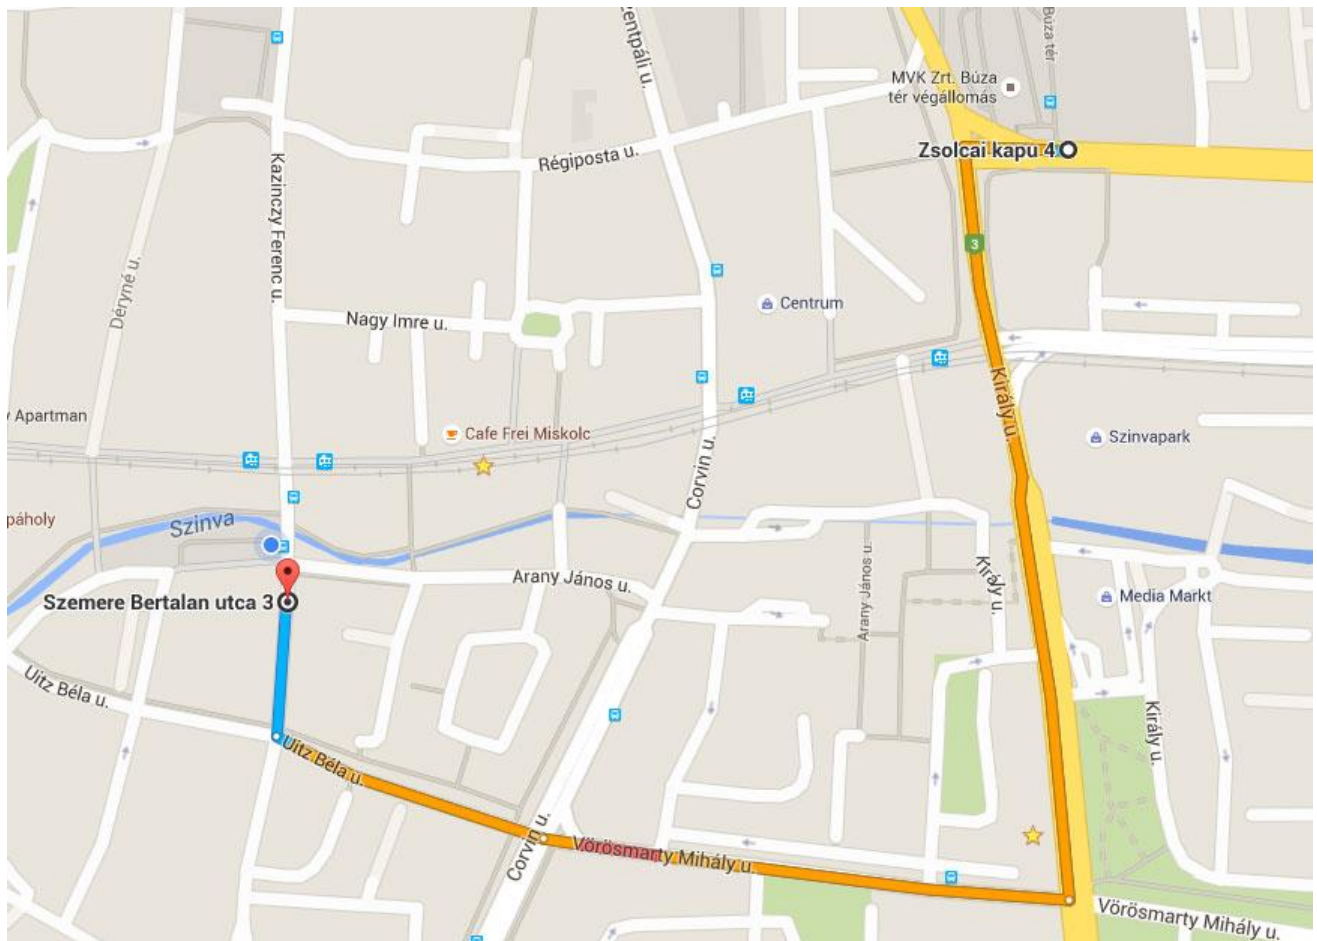 zentpáli u.
Búza tér
MVK Zrt. Búza
tér végállomás
Zsolcai kapu 4
Régiposta u.
Kazinczy Ferenc u.
3
Déryné u.
Centrum
Nagy Imre u.
Király u.
Apartman
Cafe Frei Miskolc
Szinvapark
Corvin u.
páholy
Szinva
Arany János u.
Arany János u.
Király u.
Media Markt
Szemere Bertalan utca 3
Uitz Béla u.
Király u.
Uitz Béla u.
Corvin u.
Vörösmarty Mihály u.
Vörösmarty Mihály u.